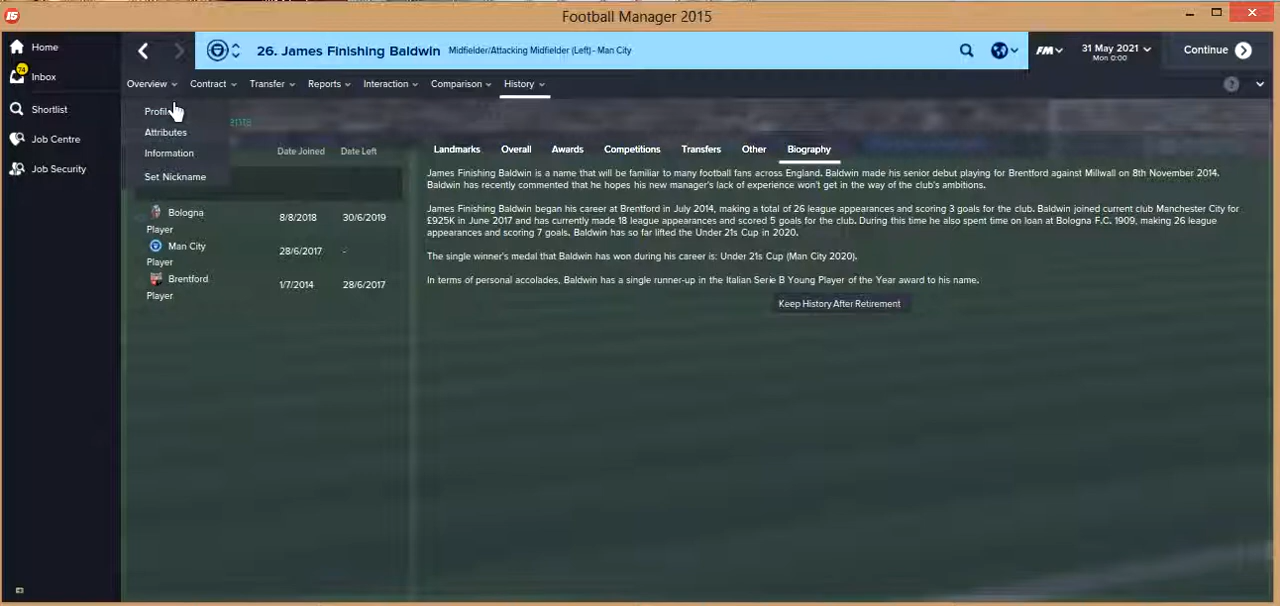 15
Football Manager 2015
Home
74
Inbox
Shortlist
Job Centre
Job Security
26. James Finishing Baldwin Midfielder/Attacking Midfielder (Left) - Man City
FM
31 May 2021
Mon 0:00
Continue
Overview Contract Transfer Reports Interaction Comparison History
?
Profile
Attributes
Information
Set Nickname
Date Joined Date Left
Bologna 8/8/2018 30/6/2019
Player
Man City 28/6/2017 -
Player
Brentford 1/7/2014 28/6/2017
Player
Landmarks Overall Awards Competitions Transfers Other Biography
James Finishing Baldwin is a name that will be familiar to many football fans across England. Baldwin made his senior debut playing for Brentford against Millwall on 8th November 2014.
Baldwin has recently commented that he hopes his new manager's lack of experience won't get in the way of the club's ambitions.
James Finishing Baldwin began his career at Brentford in July 2014, making a total of 26 league appearances and scoring 3 goals for the club. Baldwin joined current club Manchester City for
£925K in June 2017 and has currently made 18 league appearances and scored 5 goals for the club. During this time he also spent time on loan at Bologna F.C. 1909, making 26 league
appearances and scoring 7 goals. Baldwin has so far lifted the Under 21s Cup in 2020.
The single winner's medal that Baldwin has won during his career is: Under 21s Cup (Man City 2020).
In terms of personal accolades, Baldwin has a single runner-up in the Italian Serie B Young Player of the Year award to his name.
Keep History After Retirement